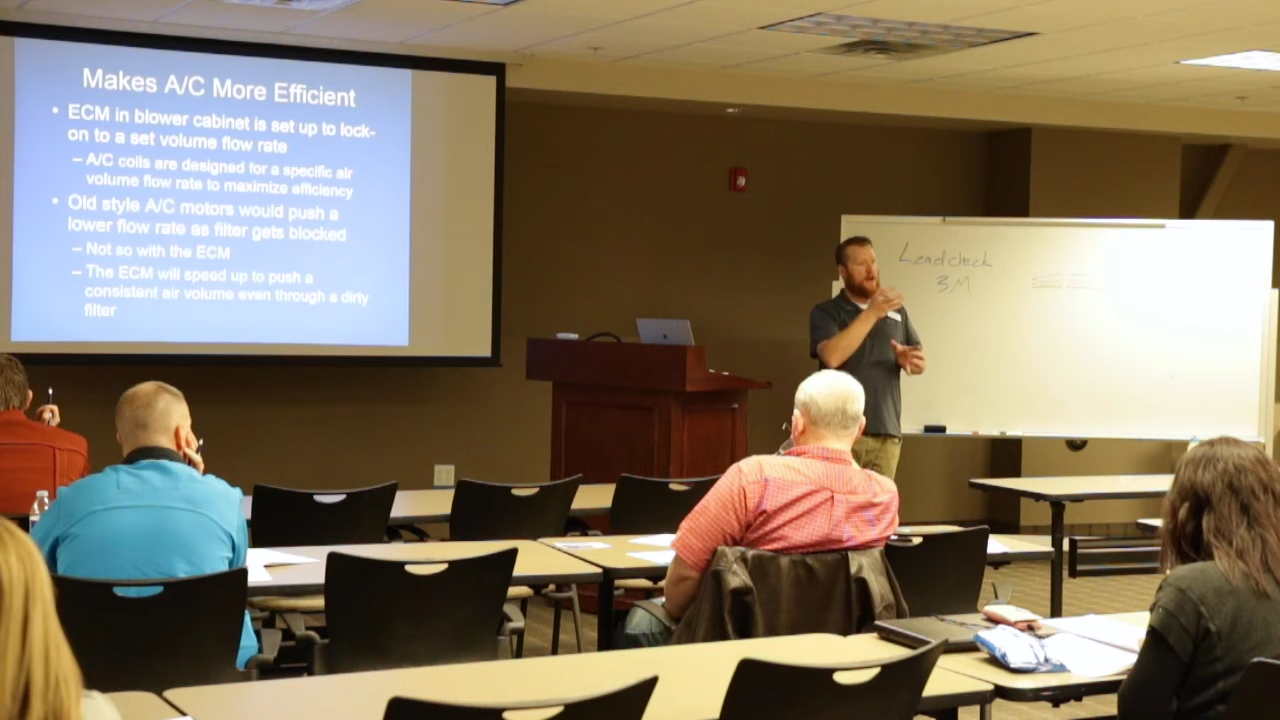 Makes A/C More Efficient
• ECM in blower cabinet is set up to lock-
on to a set volume flow rate
– A/C coils are designed for a specific air
volume flow rate to maximize efficiency
• Old style A/C motors would push a
lower flow rate as filter gets blocked
– Not so with the ECM
– The ECM will speed up to push a
consistent air volume even through a dirty
filter
Leadcheck
3M